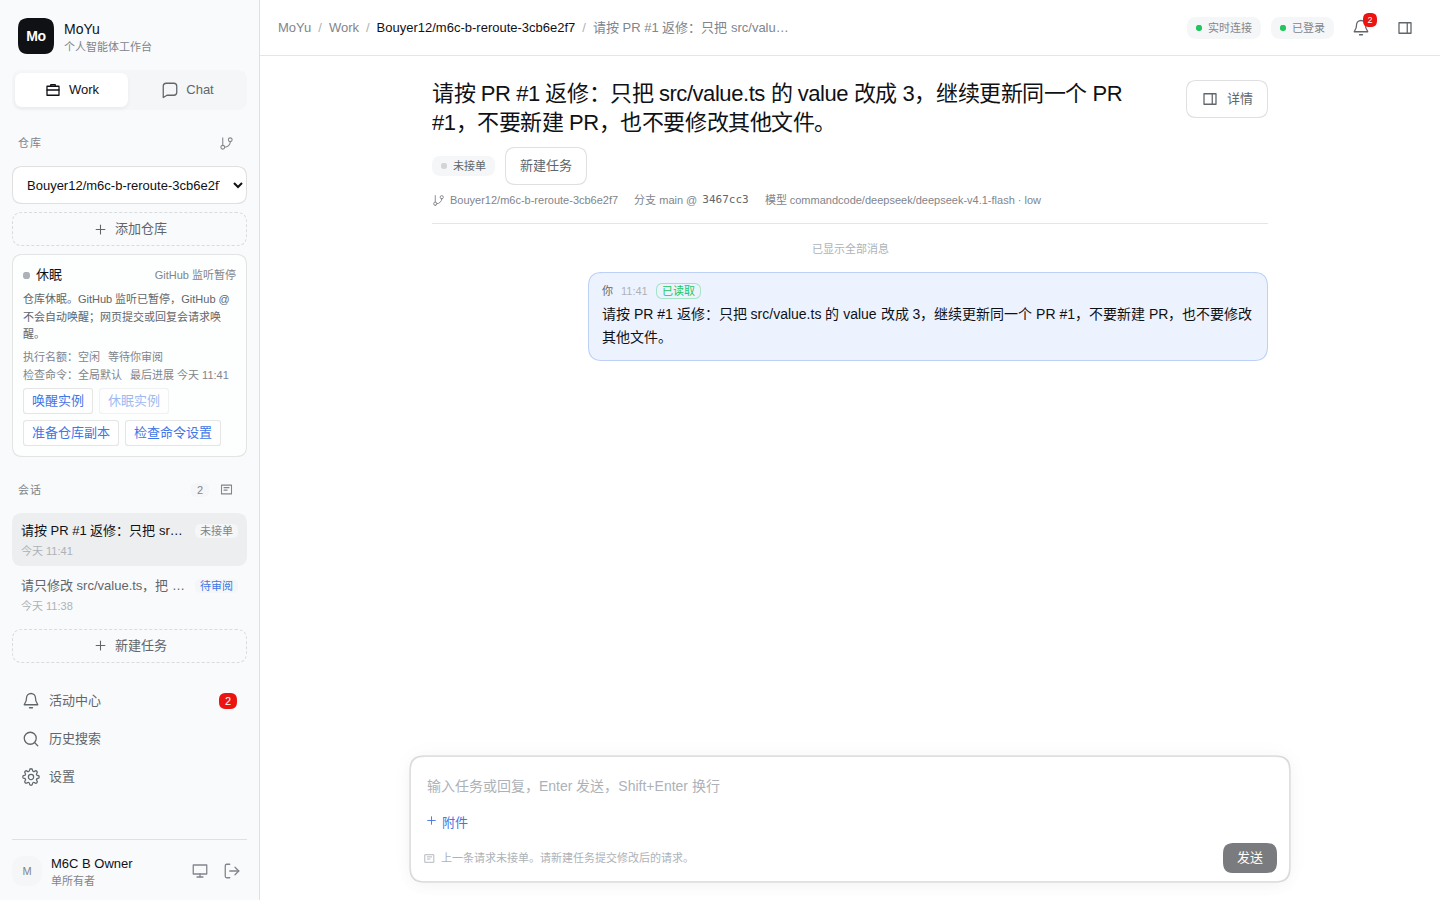 Mo
MoYu
个人智能体工作台
Work
Chat
仓库
Bouyer12/m6c-b-reroute-3cb6e2f
添加仓库
休眠
GitHub 监听暂停
仓库休眠。GitHub 监听已暂停，GitHub @
不会自动唤醒；网页提交或回复会请求唤
醒。
执行名额：空闲 等待你审阅
检查命令：全局默认 最后进展 今天 11:41
唤醒实例
休眠实例
准备仓库副本
检查命令设置
会话
2
请按 PR #1 返修：只把 sr…
未接单
今天 11:41
请只修改 src/value.ts，把 …
待审阅
今天 11:38
新建任务
活动中心
2
历史搜索
设置
M
M6C B Owner
单所有者
MoYu / Work / Bouyer12/m6c-b-reroute-3cb6e2f7 / 请按 PR #1 返修：只把 src/valu…
实时连接
已登录
2
请按 PR #1 返修：只把 src/value.ts 的 value 改成 3，继续更新同一个 PR
#1，不要新建 PR，也不要修改其他文件。
详情
未接单
新建任务
Bouyer12/m6c-b-reroute-3cb6e2f7 分支 main @ 3467cc3 模型 commandcode/deepseek/deepseek-v4.1-flash · low
已显示全部消息
你 11:41 已读取
请按 PR #1 返修：只把 src/value.ts 的 value 改成 3，继续更新同一个 PR #1，不要新建 PR，也不要修改
其他文件。
输入任务或回复，Enter 发送，Shift+Enter 换行
附件
上一条请求未接单。请新建任务提交修改后的请求。
发送